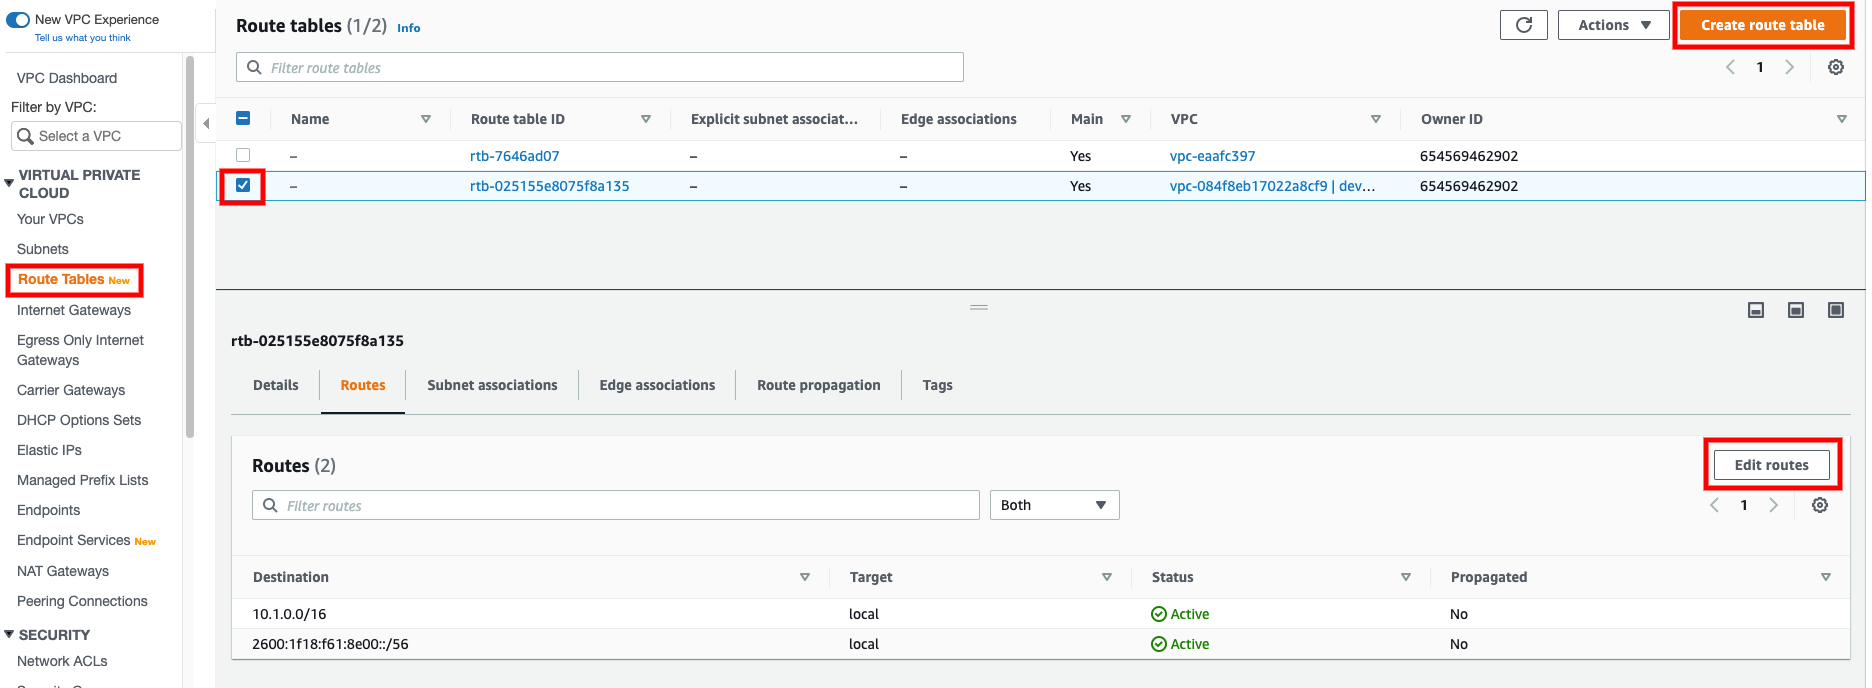 New VPC Experience
Tell us what you think
VPC Dashboard
Filter by VPC:
Select a VPC
VIRTUAL PRIVATE
CLOUD
Your VPCs
Subnets
Route Tables New
Internet Gateways
Egress Only Internet
Gateways
Carrier Gateways
DHCP Options Sets
Elastic IPs
Managed Prefix Lists
Endpoints
Endpoint Services New
NAT Gateways
Peering Connections
SECURITY
Network ACLs
Route tables (1/2) Info
Actions
Create route table
Filter route tables
1
Name Route table ID Explicit subnet associat... Edge associations Main VPC Owner ID
– rtb-7646ad07 – – Yes vpc-eaafc397 654569462902
– rtb-025155e8075f8a135 – – Yes vpc-084f8eb17022a8cf9 | dev... 654569462902
rtb-025155e8075f8a135
Details Routes Subnet associations Edge associations Route propagation Tags
Routes (2)
Edit routes
Filter routes
Both
1
Destination Target Status Propagated
10.1.0.0/16 local Active No
2600:1f18:f61:8e00::/56 local Active No